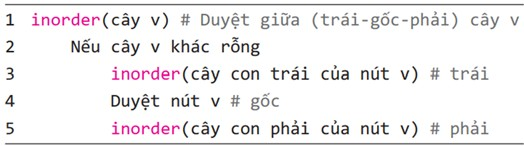 1 inorder(cây v) # Duyệt giữa (trái-gốc-phải) cây v
2 Nếu cây v khác rỗng
3 inorder(cây con trái của nút v) # trái
4 Duyệt nút v # gốc
5 inorder(cây con phải của nút v) # phải